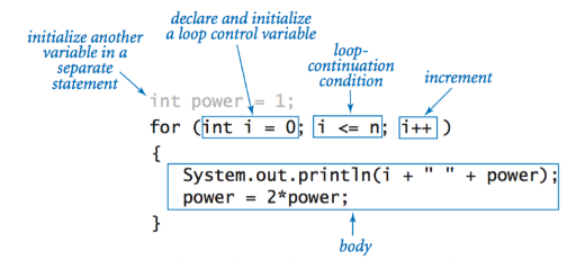 declare and initialize
a loop control variable
initialize another
variable in a
separate
statement
loop-
continuation
condition
increment
int power = 1;
for (int i = 0; i <= n; i++ )
{
System.out.println(i + " " + power);
power = 2*power;
}
body